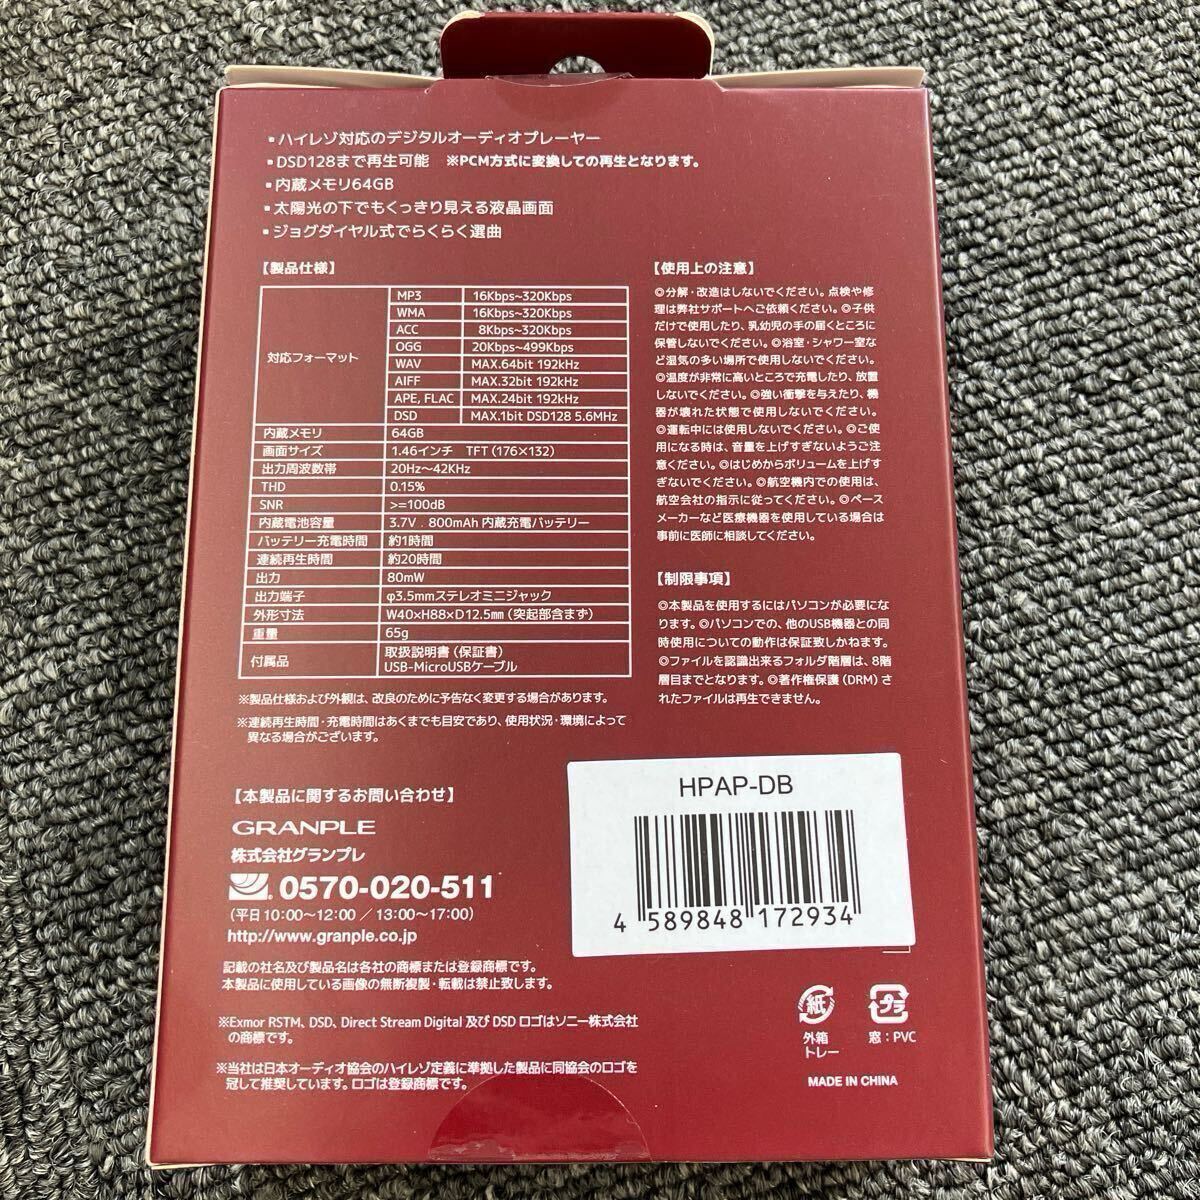 ▪ハイレゾ対応のデジタルオーディオプレーヤー
▪DSD128まで再生可能 ※PCM方式に変換しての再生となります。
▪内蔵メモリ64GB
▪太陽光の下でもくっきり見える液晶画面
▪ジョグダイヤル式でらくらく選曲
【製品仕様】
対応フォーマット
MP3 16Kbps~320Kbps
WMA 16Kbps~320Kbps
ACC 8Kbps~320Kbps
OGG 20Kbps~499Kbps
WAV MAX.64bit 192kHz
AIFF MAX.32bit 192kHz
APE, FLAC MAX.24bit 192kHz
DSD MAX.1bit DSD128 5.6MHz
内蔵メモリ 64GB
画面サイズ 1.46インチ TFT(176×132)
出力周波数帯 20Hz～42KHz
THD 0.15%
SNR >=100dB
内蔵電池容量 3.7V . 800mAh 内蔵充電バッテリー
バッテリー充電時間 約1時間
連続再生時間 約20時間
出力 80mW
出力端子 φ3.5mmステレオミニジャック
外形寸法 W40×H88×D12.5㎜(突起部含まず)
重量 65g
付属品 取扱説明書(保証書)
USB-MicroUSBケーブル
※製品仕様および外観は、改良のために予告なく変更する場合があります。
※連続再生時間・充電時間はあくまでも目安であり、使用状況・環境によって
異なる場合がございます。
【使用上の注意】
◎分解・改造はしないでください。点検や修
理は弊社サポートへご依頼ください。◎子供
だけで使用したり、乳幼児の手の届くところに
保管しないでください。◎浴室・シャワー室な
ど湿気の多い場所で使用しないでください。
◎温度が非常に高いところで充電したり、放置
しないでください。◎強い衝撃を与えたり、機
器が壊れた状態で使用しないでください。
◎運転中には使用しないでください。◎ご使
用になる時は、音量を上げすぎないようご注
意ください。◎はじめからボリュームを上げす
ぎないでください。◎航空機内での使用は、
航空会社の指示に従ってください。◎ペース
メーカーなど医療機器を使用している場合は
事前に医師に相談してください。
【制限事項】
◎本製品を使用するにはパソコンが必要にな
ります。◎パソコンでの、他のUSB機器との同
時使用についての動作は保証致しかねます。
◎ファイルを認識出来るフォルダ階層は、8階
層目までとなります。◎著作権保護(DRM)さ
れたファイルは再生できません。
【本製品に関するお問い合わせ】
GRANPLE
株式会社グランプレ
0570-020-511
(平日10:00～12:00 / 13:00～17:00)
http://www.granple.co.jp
記載の社名及び製品名は各社の商標または登録商標です。
本製品に使用している画像の無断複製・転載は禁止致します。
※Exmor RSTM、DSD、Direct Stream Digital 及び DSD ロゴはソニー株式会社
の商標です。
※当社は日本オーディオ協会のハイレゾ定義に準拠した製品に同協会のロゴを
冠して推奨しています。ロゴは登録商標です。
HPAP-DB
4 589848 172934
紙
外箱
トレー
プラ
窓：PVC
MADE IN CHINA